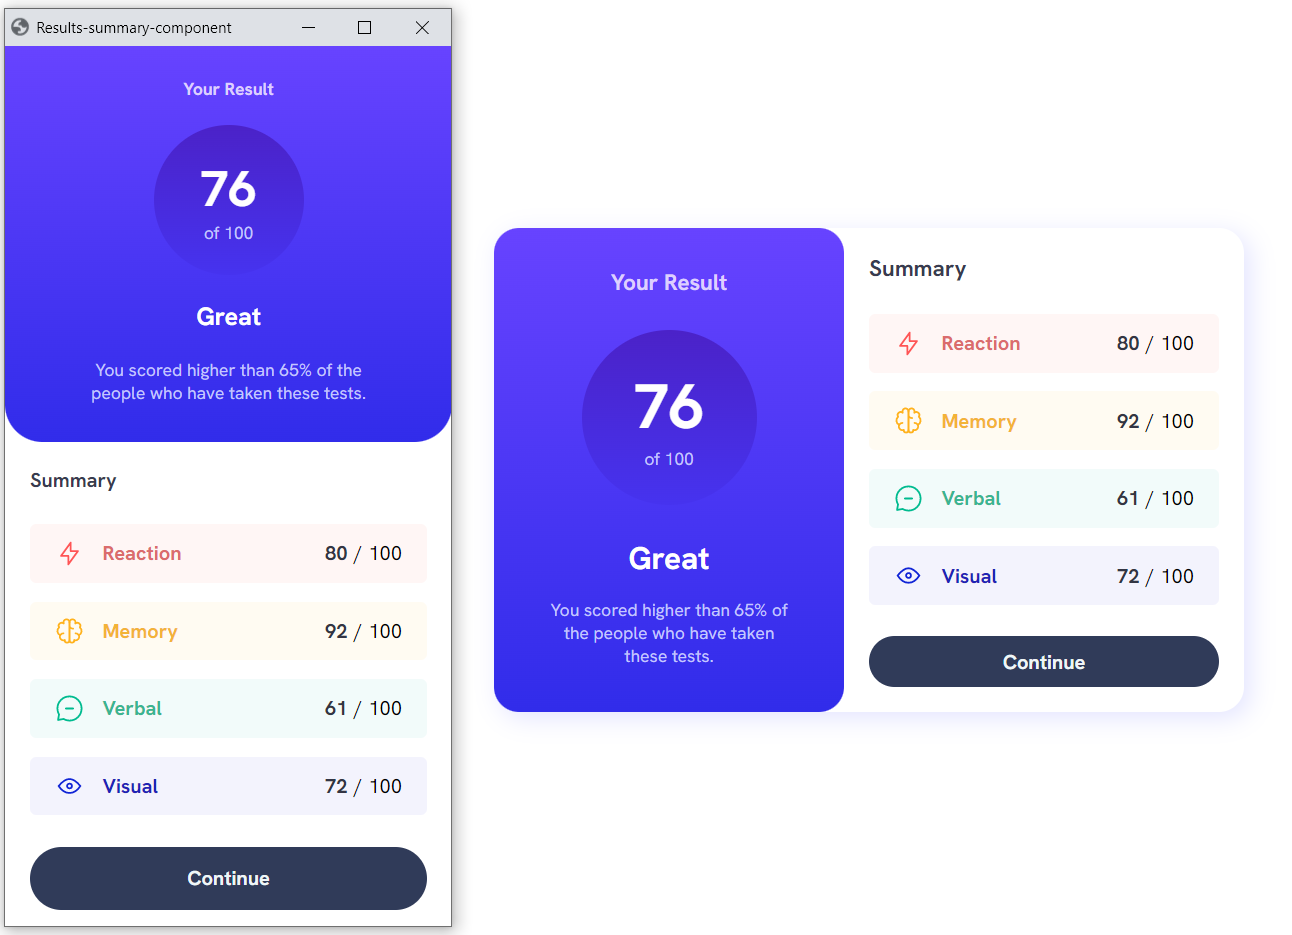 Results-summary-component
Your Result
76
of 100
Great
You scored higher than 65% of the
people who have taken these tests.
Summary
Reaction 80 / 100
Memory 92 / 100
Verbal 61 / 100
Visual 72 / 100
Continue
Your Result
76
of 100
Great
You scored higher than 65% of
the people who have taken
these tests.
Summary
Reaction 80 / 100
Memory 92 / 100
Verbal 61 / 100
Visual 72 / 100
Continue